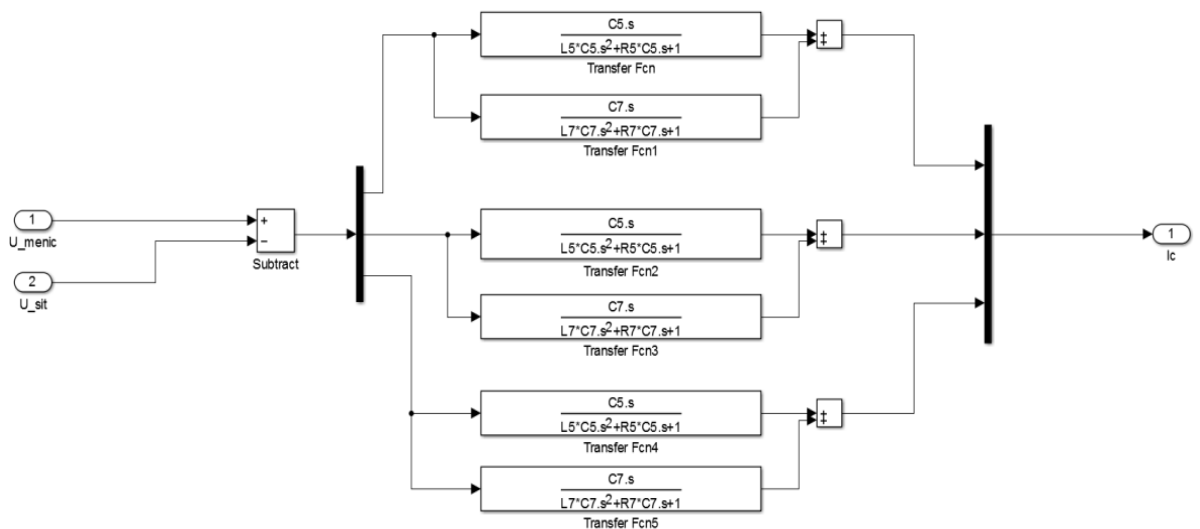 C5.s
L5*C5.s²+R5*C5.s+1
Transfer Fcn
C7.s
L7*C7.s²+R7*C7.s+1
Transfer Fcn1
1
U_menic
2
U_sit
+
−
Subtract
C5.s
L5*C5.s²+R5*C5.s+1
Transfer Fcn2
C7.s
L7*C7.s²+R7*C7.s+1
Transfer Fcn3
C5.s
L5*C5.s²+R5*C5.s+1
Transfer Fcn4
C7.s
L7*C7.s²+R7*C7.s+1
Transfer Fcn5
+
+
+
+
+
+
1
Ic